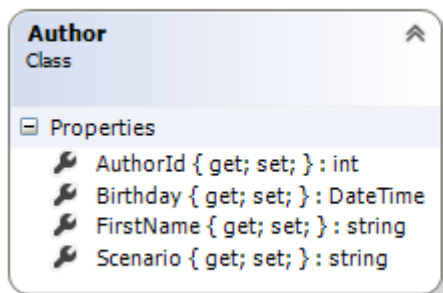 Author
Class
Properties
AuthorId { get; set; } : int
Birthday { get; set; } : DateTime
FirstName { get; set; } : string
Scenario { get; set; } : string